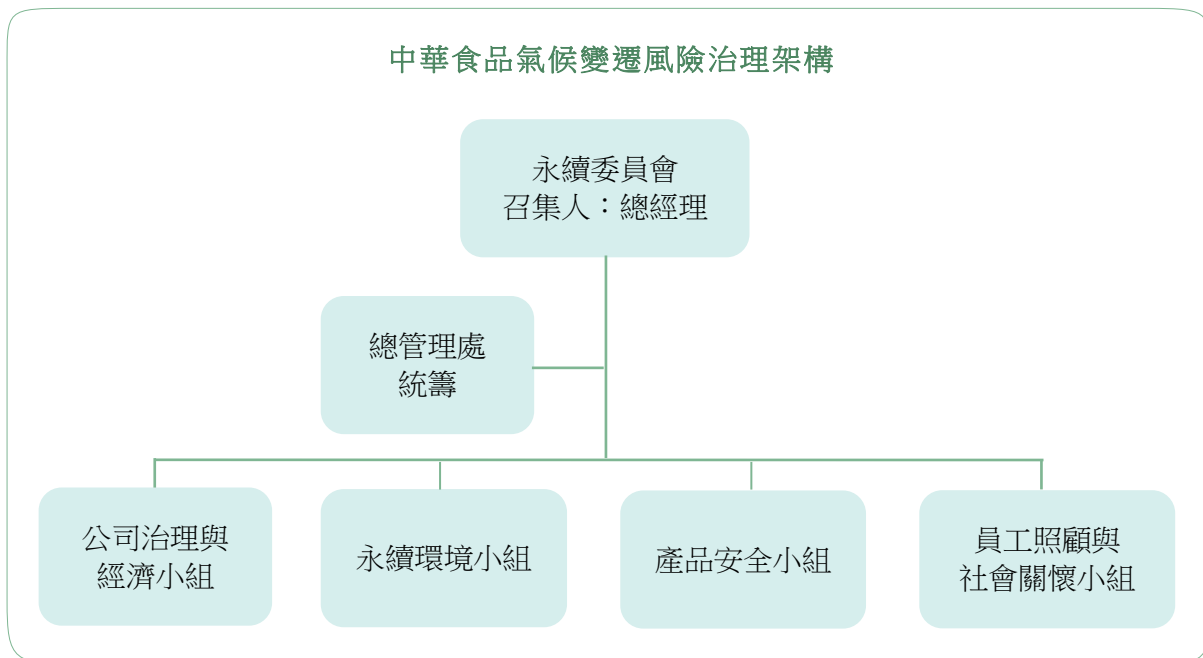 中華食品氣候變遷風險治理架構
永續委員會
召集人：總經理
總管理處
統籌
公司治理與
經濟小組
永續環境小組
產品安全小組
員工照顧與
社會關懷小組